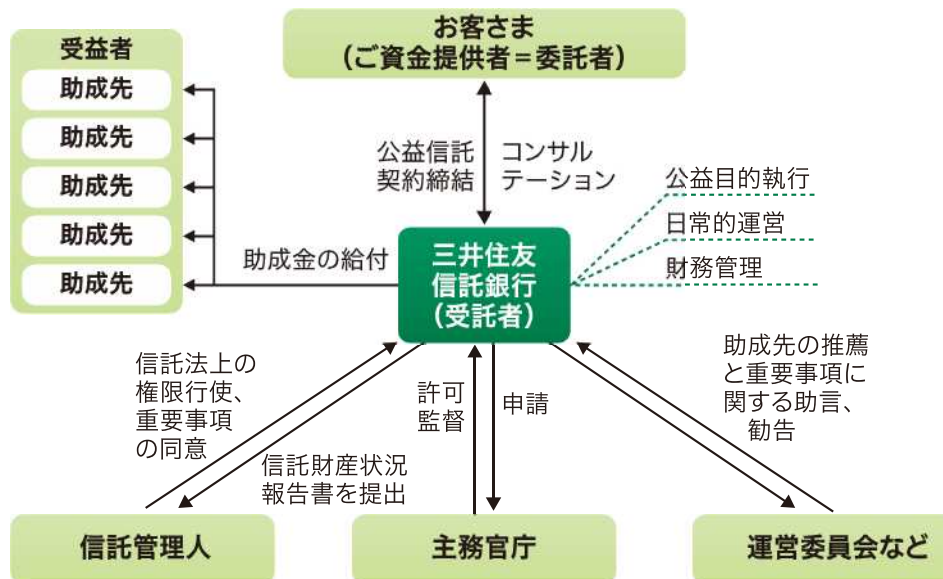 お客さま
(ご資金提供者＝委託者)
受益者
助成先
助成先
助成先
助成先
助成先
公益信託
契約締結
コンサル
テーション
公益目的執行
日常的運営
財務管理
助成金の給付
三井住友
信託銀行
(受託者)
信託法上の
権限行使、
重要事項
の同意
信託財産状況
報告書を提出
許可
監督
申請
助成先の推薦
と重要事項に
関する助言、
勧告
信託管理人
主務官庁
運営委員会など